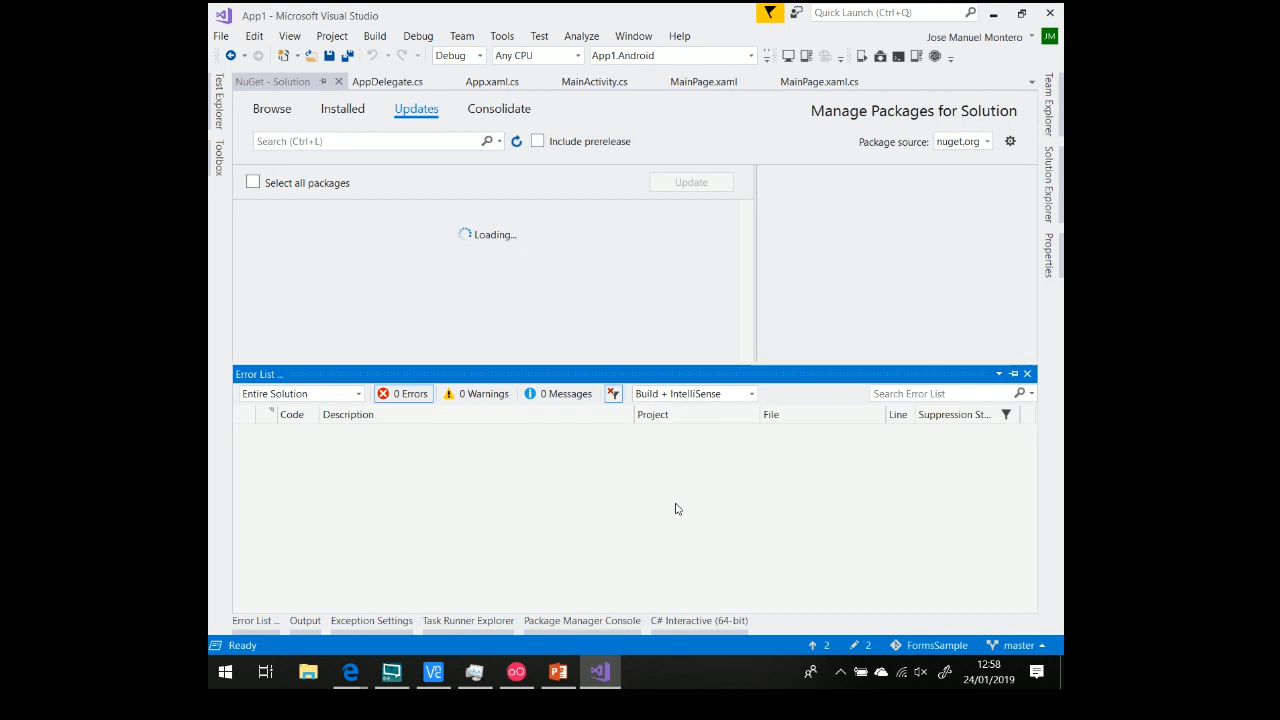 App1 - Microsoft Visual Studio
Quick Launch (Ctrl+Q)
File Edit View Project Build Debug Team Tools Test Analyze Window Help
Jose Manuel Montero JM
Debug Any CPU App1.Android
NuGet - Solution AppDelegate.cs App.xaml.cs MainActivity.cs MainPage.xaml MainPage.xaml.cs
Test Explorer
Toolbox
Team Explorer
Solution Explorer
Properties
Browse Installed Updates Consolidate
Manage Packages for Solution
Search (Ctrl+L) Include prerelease
Package source: nuget.org
Select all packages Update
Loading...
Error List ...
Entire Solution 0 Errors 0 Warnings 0 Messages Build + IntelliSense Search Error List
Code Description Project File Line Suppression St...
Error List ... Output Exception Settings Task Runner Explorer Package Manager Console C# Interactive (64-bit)
Ready 2 2 FormsSample master
12:58
24/01/2019